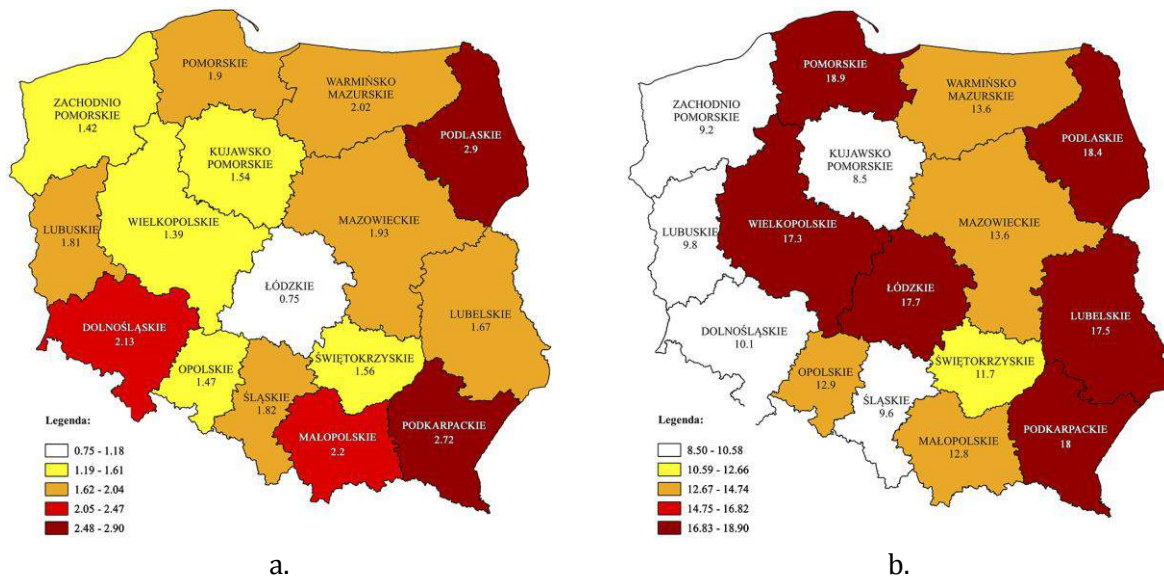 POMORSKIE
1.9
WARMIŃSKO
MAZURSKIE
2.02
ZACHODNIO
POMORSKIE
1.42
PODLASKIE
2.9
KUJAWSKO
POMORSKIE
1.54
MAZOWIECKIE
1.93
WIELKOPOLSKIE
1.39
LUBUSKIE
1.81
ŁÓDZKIE
0.75
LUBELSKIE
1.67
DOLNOŚLĄSKIE
2.13
OPOLSKIE
1.47
ŚWIĘTOKRZYSKIE
1.56
ŚLĄSKIE
1.82
MAŁOPOLSKIE
2.2
PODKARPACKIE
2.72
Legenda:
0.75 - 1.18
1.19 - 1.61
1.62 - 2.04
2.05 - 2.47
2.48 - 2.90
a.
POMORSKIE
18.9
WARMIŃSKO
MAZURSKIE
13.6
ZACHODNIO
POMORSKIE
9.2
PODLASKIE
18.4
KUJAWSKO
POMORSKIE
8.5
MAZOWIECKIE
13.6
WIELKOPOLSKIE
17.3
LUBUSKIE
9.8
ŁÓDZKIE
17.7
LUBELSKIE
17.5
DOLNOŚLĄSKIE
10.1
OPOLSKIE
12.9
ŚWIĘTOKRZYSKIE
11.7
ŚLĄSKIE
9.6
MAŁOPOLSKIE
12.8
PODKARPACKIE
18
Legenda:
8.50 - 10.58
10.59 - 12.66
12.67 - 14.74
14.75 - 16.82
16.83 - 18.90
b.